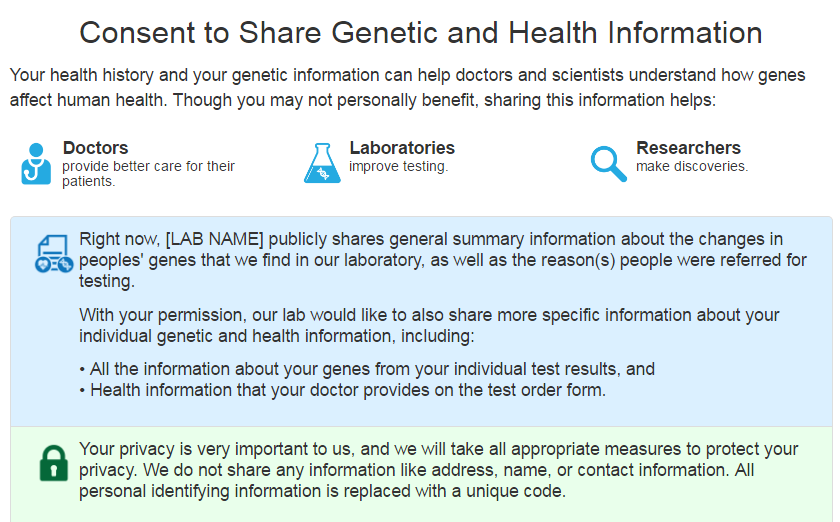 Consent to Share Genetic and Health Information
Your health history and your genetic information can help doctors and scientists understand how genes
affect human health. Though you may not personally benefit, sharing this information helps:
Doctors
provide better care for their
patients.
Laboratories
improve testing.
Researchers
make discoveries.
Right now, [LAB NAME] publicly shares general summary information about the changes in
peoples' genes that we find in our laboratory, as well as the reason(s) people were referred for
testing.
With your permission, our lab would like to also share more specific information about your
individual genetic and health information, including:
• All the information about your genes from your individual test results, and
• Health information that your doctor provides on the test order form.
Your privacy is very important to us, and we will take all appropriate measures to protect your
privacy. We do not share any information like address, name, or contact information. All
personal identifying information is replaced with a unique code.